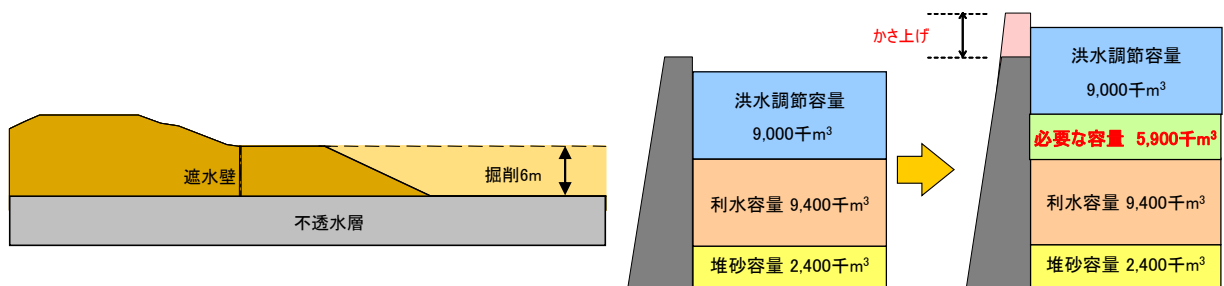 遮水壁
掘削6m
不透水層
洪水調節容量
9,000千m³
利水容量 9,400千m³
堆砂容量 2,400千m³
かさ上げ
洪水調節容量
9,000千m³
必要な容量 5,900千m³
利水容量 9,400千m³
堆砂容量 2,400千m³